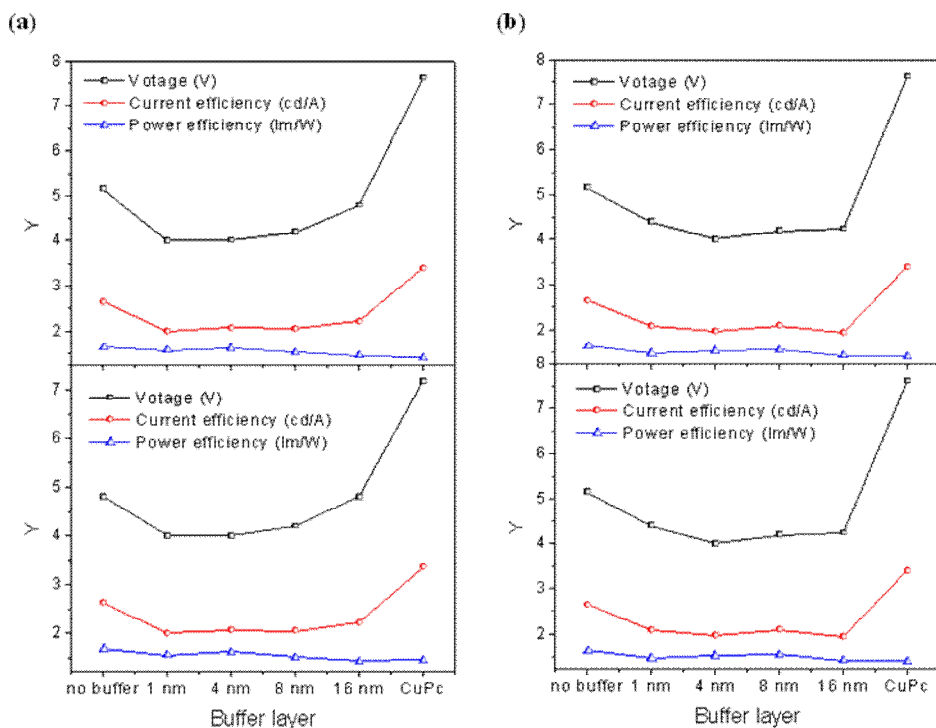 (a)
8
7
6
5
4
3
2
Y
Votage (V)
Current efficiency (cd/A)
Power efficiency (lm/W)
7
6
5
4
3
2
Y
Votage (V)
Current efficiency (cd/A)
Power efficiency (lm/W)
no buffer 1 nm 4 nm 8 nm 16 nm CuPc
Buffer layer
(b)
8
7
6
5
4
3
2
Y
Votage (V)
Current efficiency (cd/A)
Power efficiency (lm/W)
8
7
6
5
4
3
2
Y
Votage (V)
Current efficiency (cd/A)
Power efficiency (lm/W)
no buffer 1 nm 4 nm 8 nm 16 nm CuPc
Buffer layer